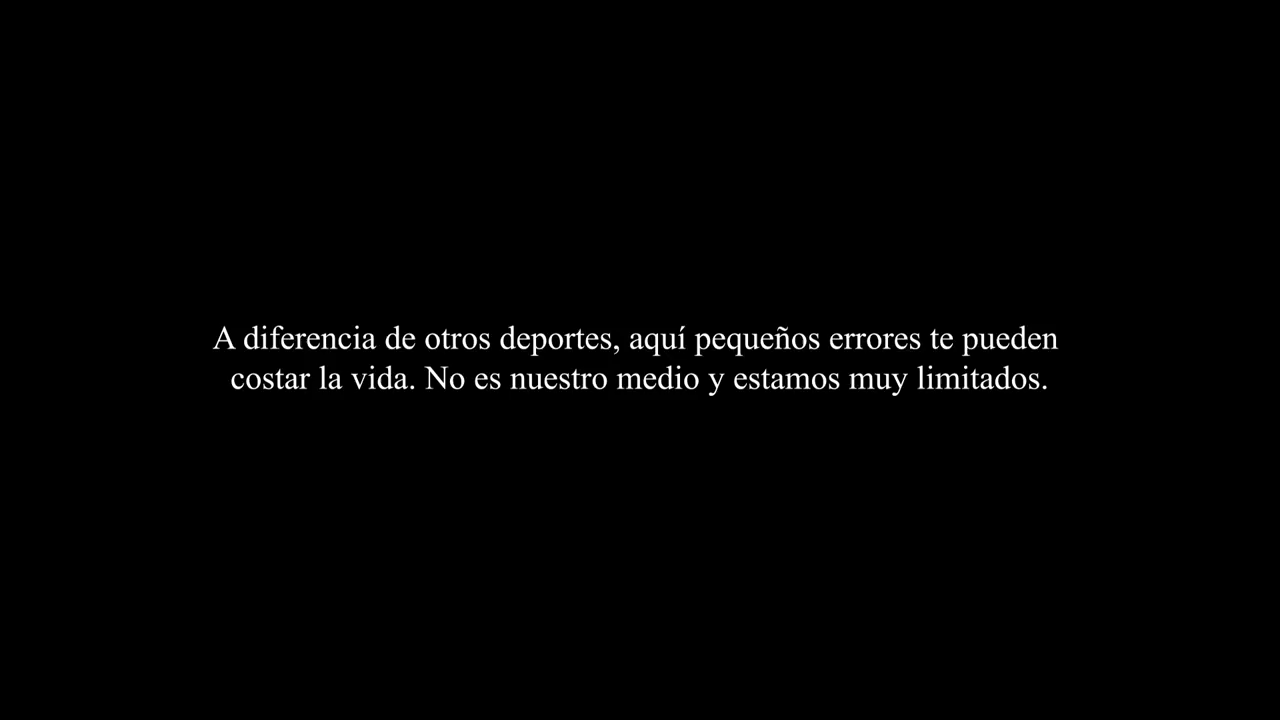 A diferencia de otros deportes, aquí pequeños errores te pueden
costar la vida. No es nuestro medio y estamos muy limitados.